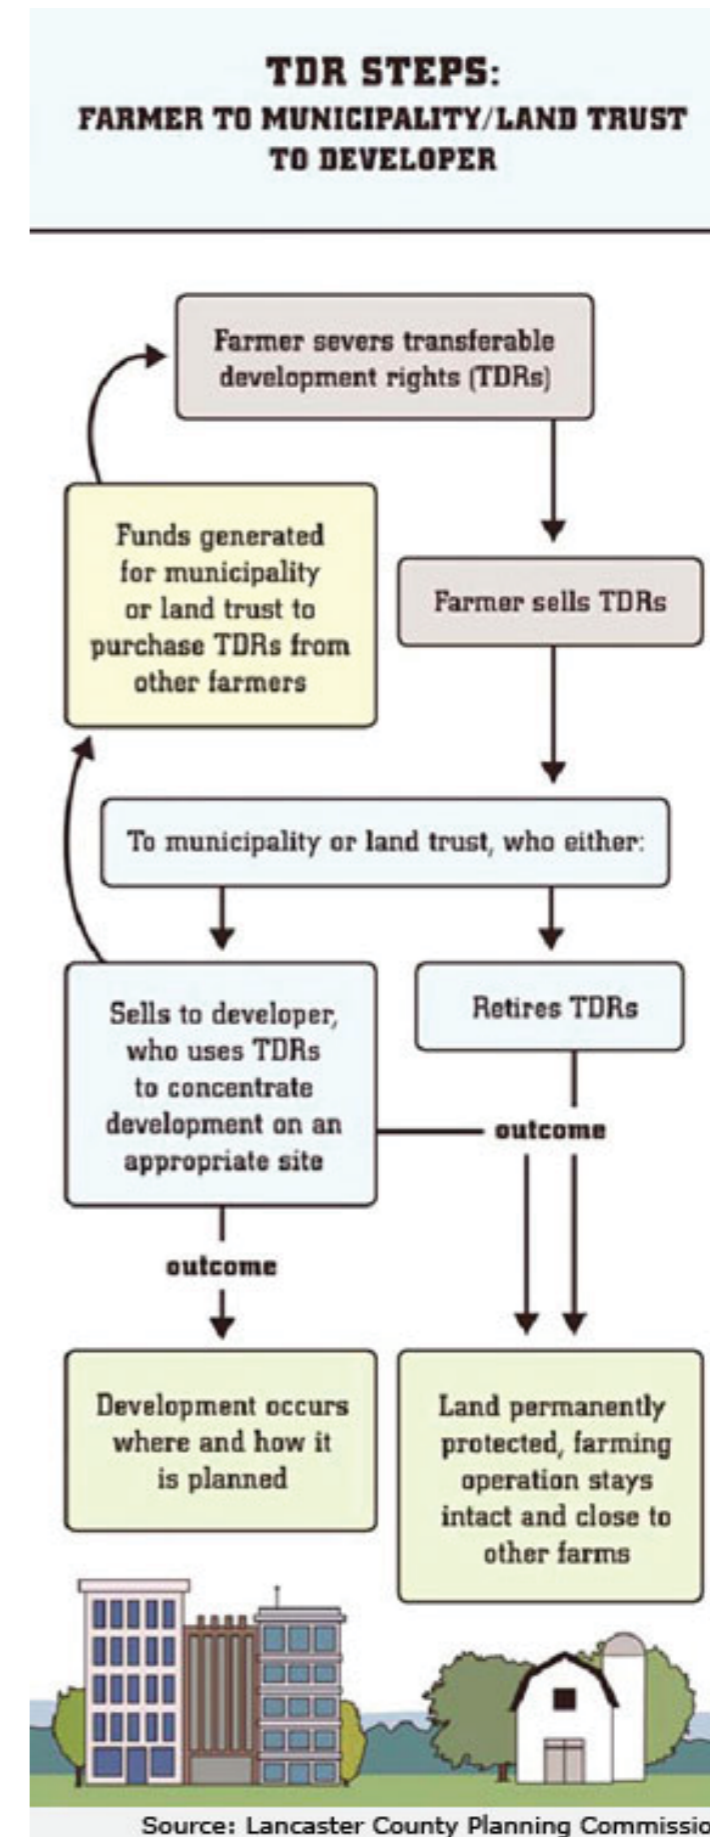 TDR STEPS:
FARMER TO MUNICIPALITY/LAND TRUST
TO DEVELOPER
Farmer severs transferable
development rights (TDRs)
Funds generated
for municipality
or land trust to
purchase TDRs from
other farmers
Farmer sells TDRs
To municipality or land trust, who either:
Sells to developer,
who uses TDRs
to concentrate
development on an
appropriate site
Retires TDRs
outcome
outcome
Development occurs
where and how it
is planned
Land permanently
protected, farming
operation stays
intact and close to
other farms
Source: Lancaster County Planning Commissio